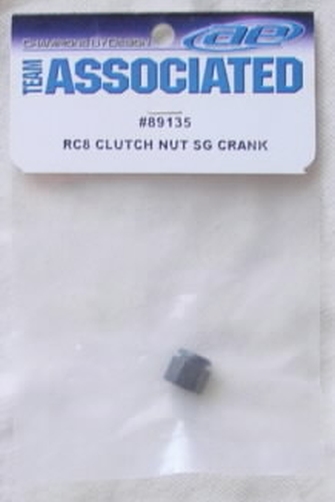 CHAMPIONS BY DESIGN
ae
TEAM
ASSOCIATED
#89135
RC8 CLUTCH NUT SG CRANK